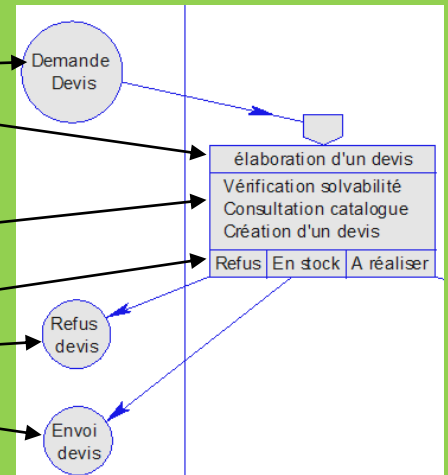 Demande
Devis
élaboration d'un devis
Vérification solvabilité
Consultation catalogue
Création d'un devis
Refus
En stock
A réaliser
Refus
devis
Envoi
devis